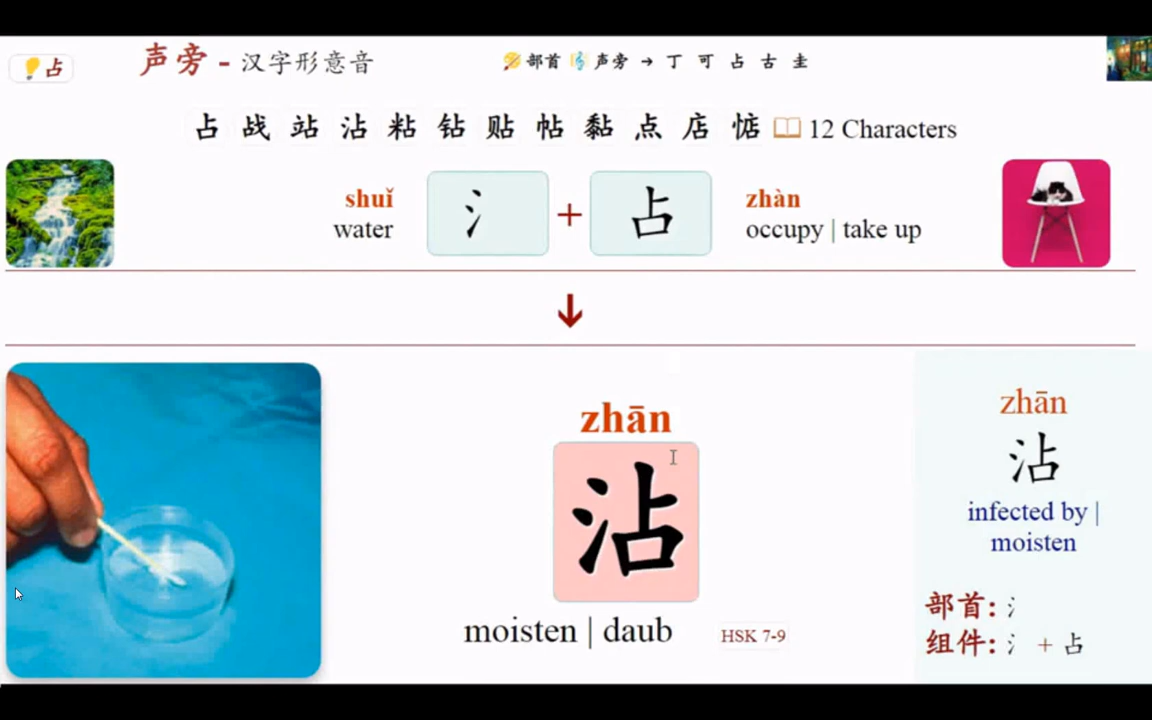 占
声旁 - 汉字形意音
部首 声旁 → 丁 可 占 古 圭
占 战 站 沾 粘 钻 贴 帖 黏 点 店 惦 12 Characters
shuǐ
water
氵 + 占
zhàn
occupy | take up
↓
zhān
沾
moisten | daub
HSK 7-9
zhān
沾
infected by |
moisten
部首: 氵
组件: 氵 + 占